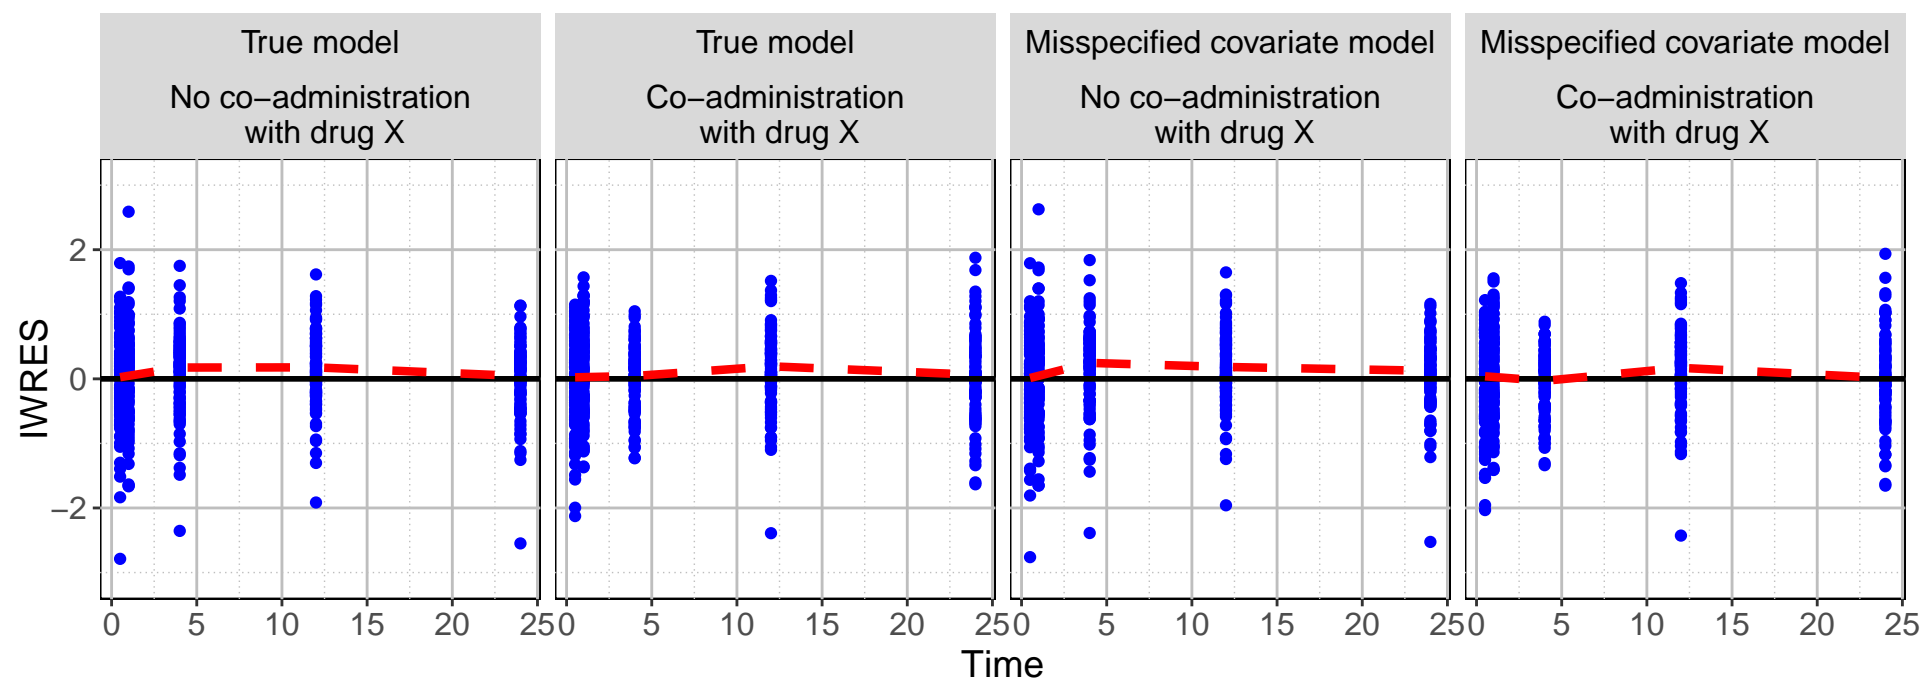 True model
True model
Misspecified covariate model
Misspecified covariate model
No co−administration
with drug X
Co−administration
with drug X
No co−administration
with drug X
Co−administration
with drug X
IWRES
2
0
−2
0 5 10 15 20 25
0 5 10 15 20 25
0 5 10 15 20 25
0 5 10 15 20 25
Time